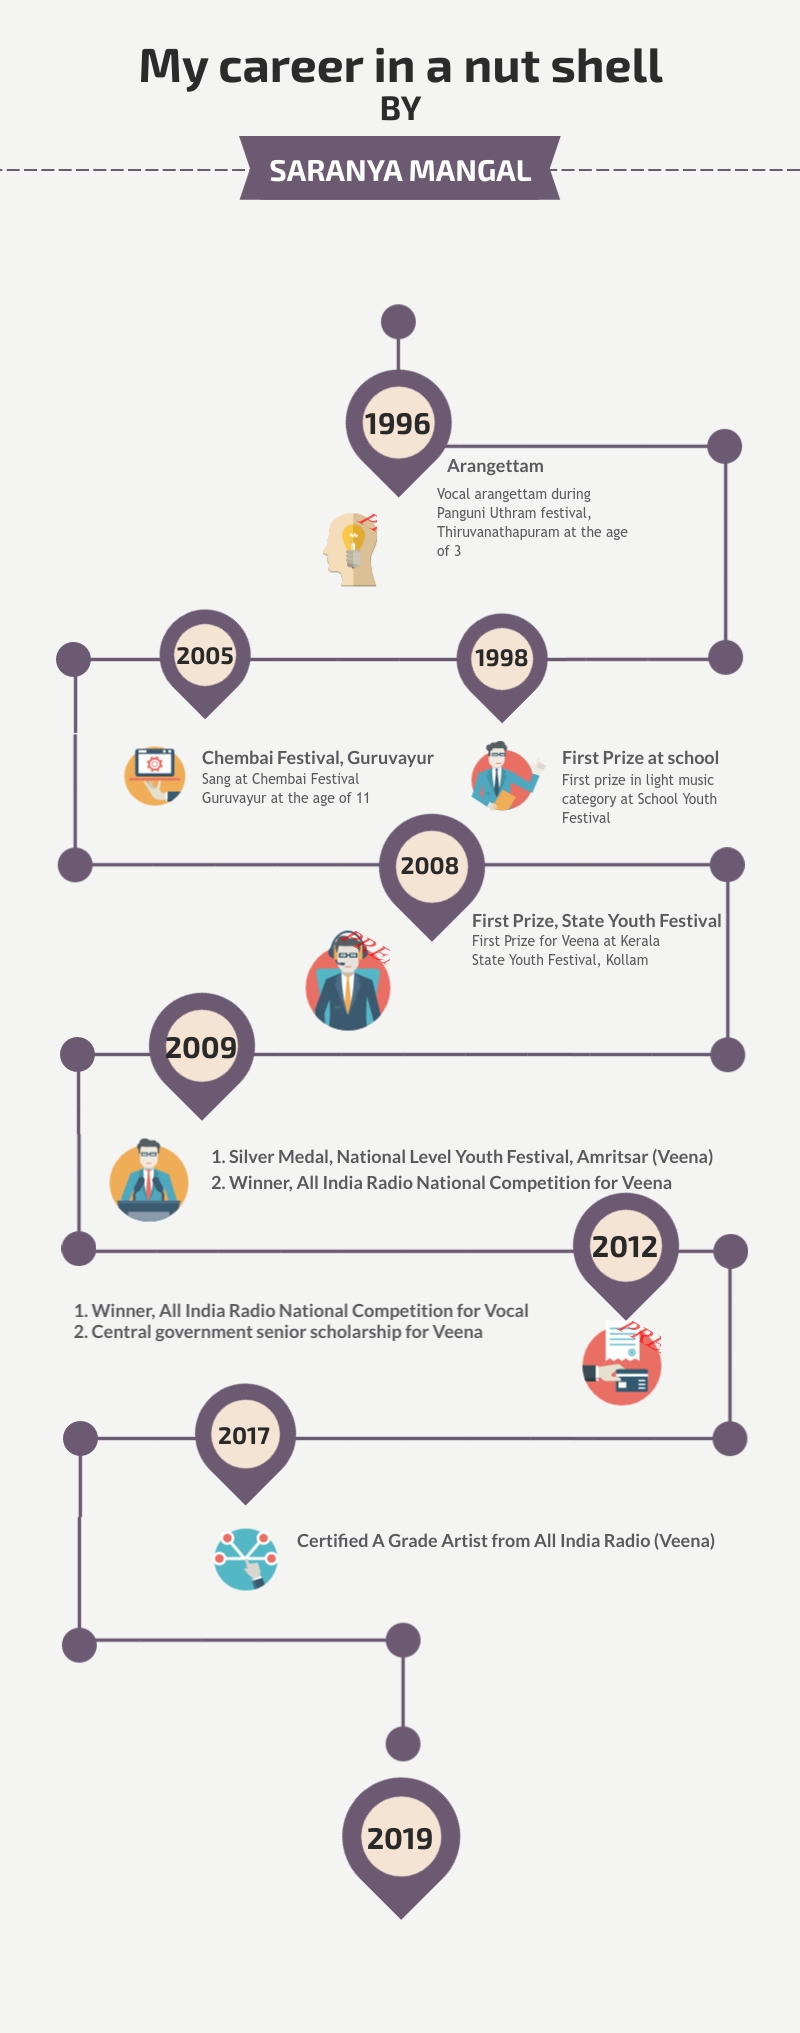 My career in a nut shell
BY
SARANYA MANGAL
1996
Arangettam
Vocal arangettam during
Panguni Uthram festival,
Thiruvanathapuram at the age
of 3
2005
1998
Chembai Festival, Guruvayur
Sang at Chembai Festival
Guruvayur at the age of 11
First Prize at school
First prize in light music
category at School Youth
Festival
2008
First Prize, State Youth Festival
First Prize for Veena at Kerala
State Youth Festival, Kollam
2009
1. Silver Medal, National Level Youth Festival, Amritsar (Veena)
2. Winner, All India Radio National Competition for Veena
2012
1. Winner, All India Radio National Competition for Vocal
2. Central government senior scholarship for Veena
2017
Certified A Grade Artist from All India Radio (Veena)
2019